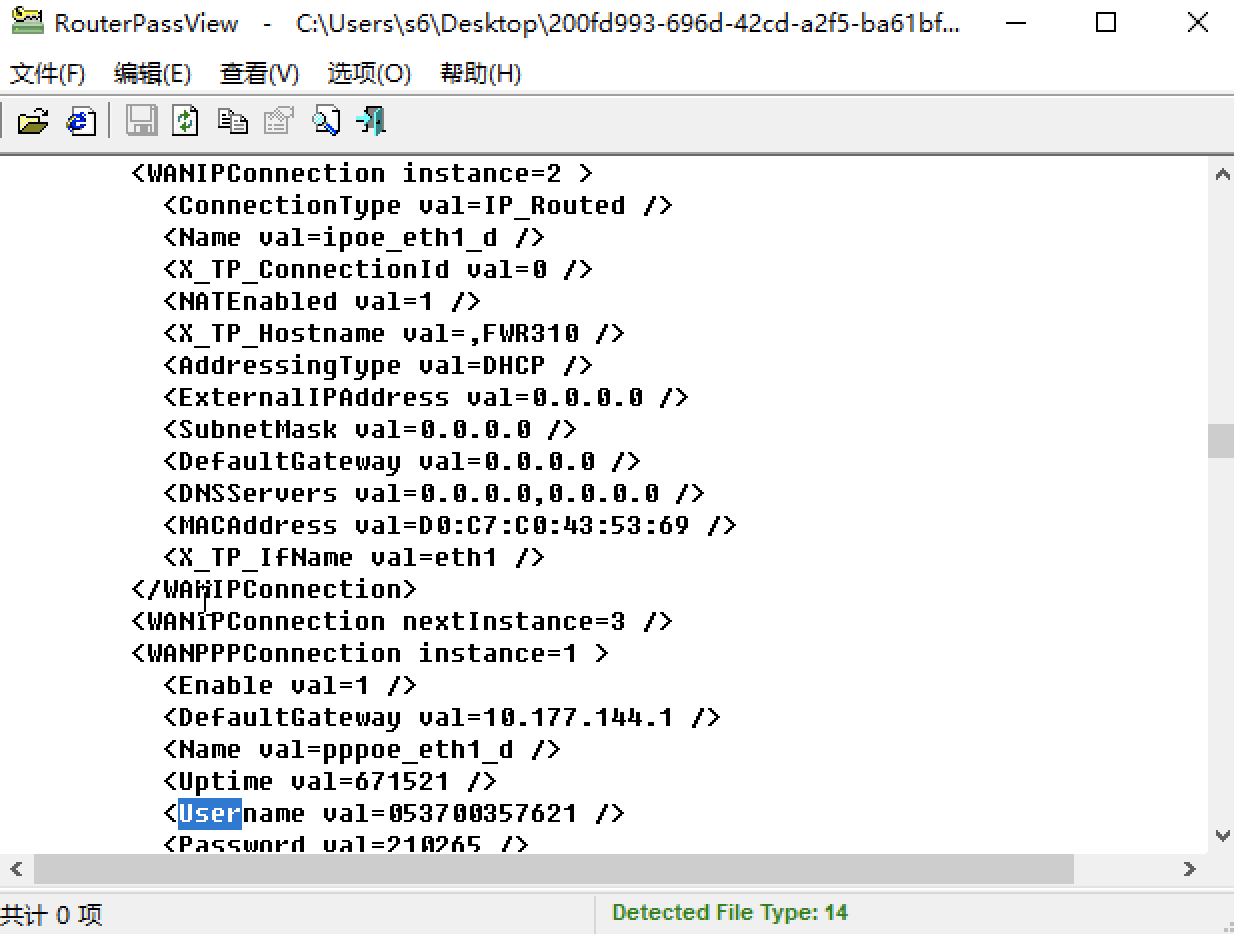 RouterPassView - C:\Users\s6\Desktop\200fd993-696d-42cd-a2f5-ba61bf...
文件(F) 编辑(E) 查看(V) 选项(O) 帮助(H)
<WANIPConnection instance=2 >
<ConnectionType val=IP_Routed />
<Name val=ipoe_eth1_d />
<X_TP_ConnectionId val=0 />
<NATEnabled val=1 />
<X_TP_Hostname val=,FWR310 />
<AddressingType val=DHCP />
<ExternalIPAddress val=0.0.0.0 />
<SubnetMask val=0.0.0.0 />
<DefaultGateway val=0.0.0.0 />
<DNSServers val=0.0.0.0,0.0.0.0 />
<MACAddress val=D0:C7:C0:43:53:69 />
<X_TP_IfName val=eth1 />
</WANIPConnection>
<WANIPConnection nextInstance=3 />
<WANPPPConnection instance=1 >
<Enable val=1 />
<DefaultGateway val=10.177.144.1 />
<Name val=pppoe_eth1_d />
<Uptime val=671521 />
<Username val=053700357621 />
<Password val=210265 />
共计 0 项
Detected File Type: 14